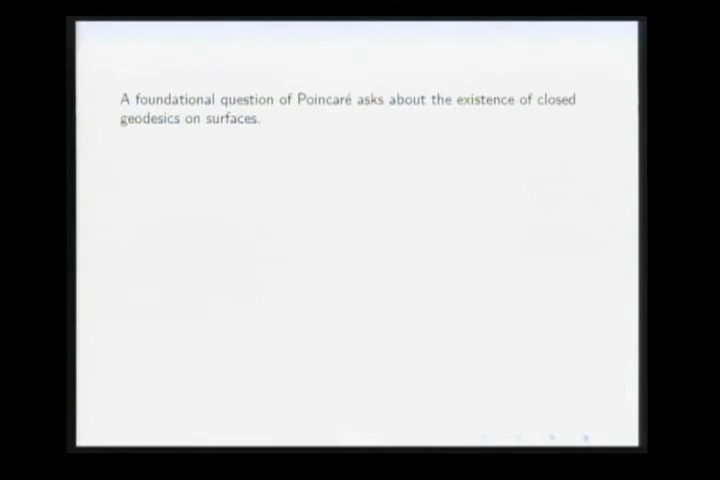 A foundational question of Poincaré asks about the existence of closed
geodesics on surfaces.